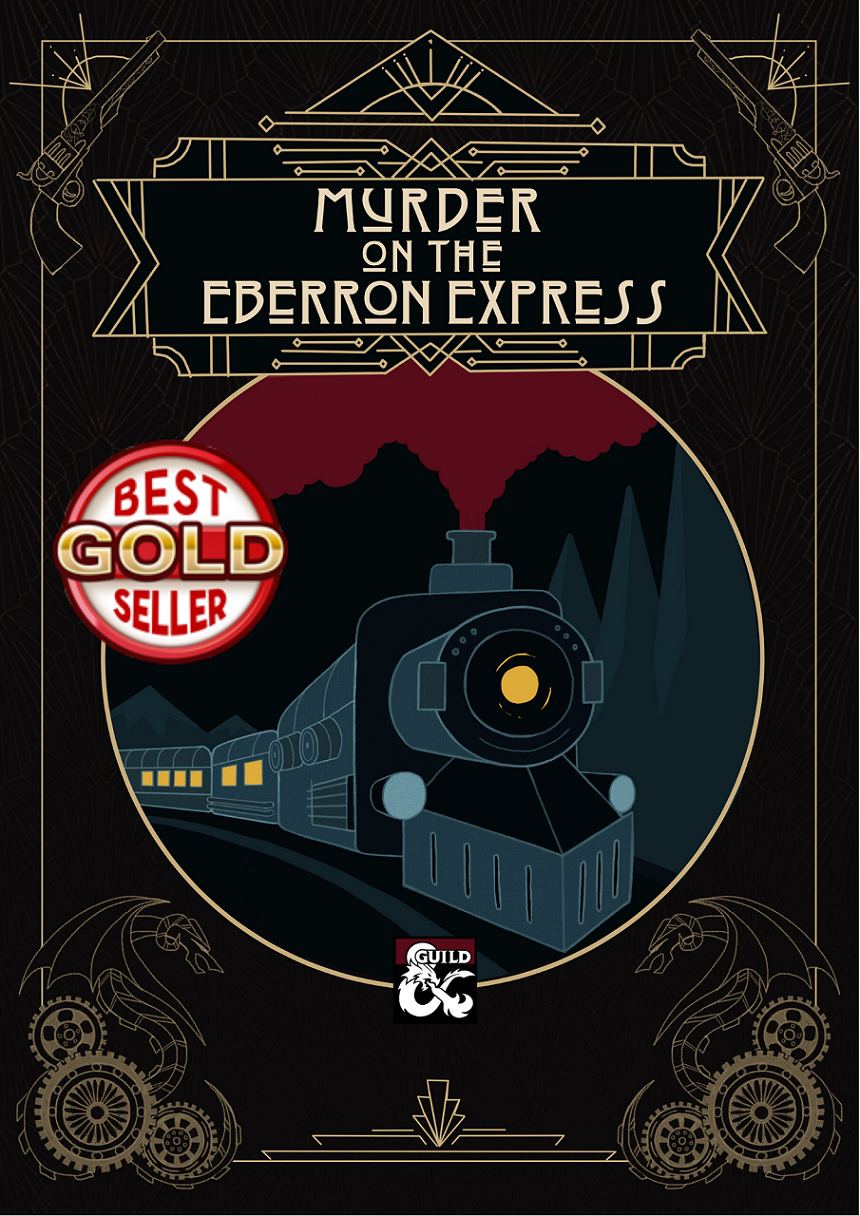 MURDER
ON THE
EBERRON EXPRESS
BEST
GOLD
SELLER
GUILD